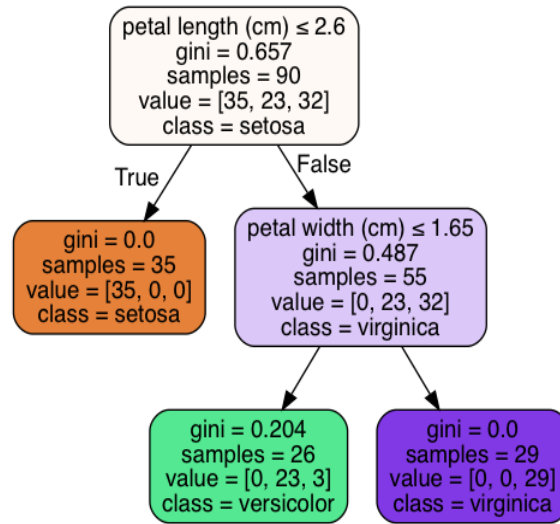 petal length (cm) ≤ 2.6
gini = 0.657
samples = 90
value = [35, 23, 32]
class = setosa
True
False
gini = 0.0
samples = 35
value = [35, 0, 0]
class = setosa
petal width (cm) ≤ 1.65
gini = 0.487
samples = 55
value = [0, 23, 32]
class = virginica
gini = 0.204
samples = 26
value = [0, 23, 3]
class = versicolor
gini = 0.0
samples = 29
value = [0, 0, 29]
class = virginica